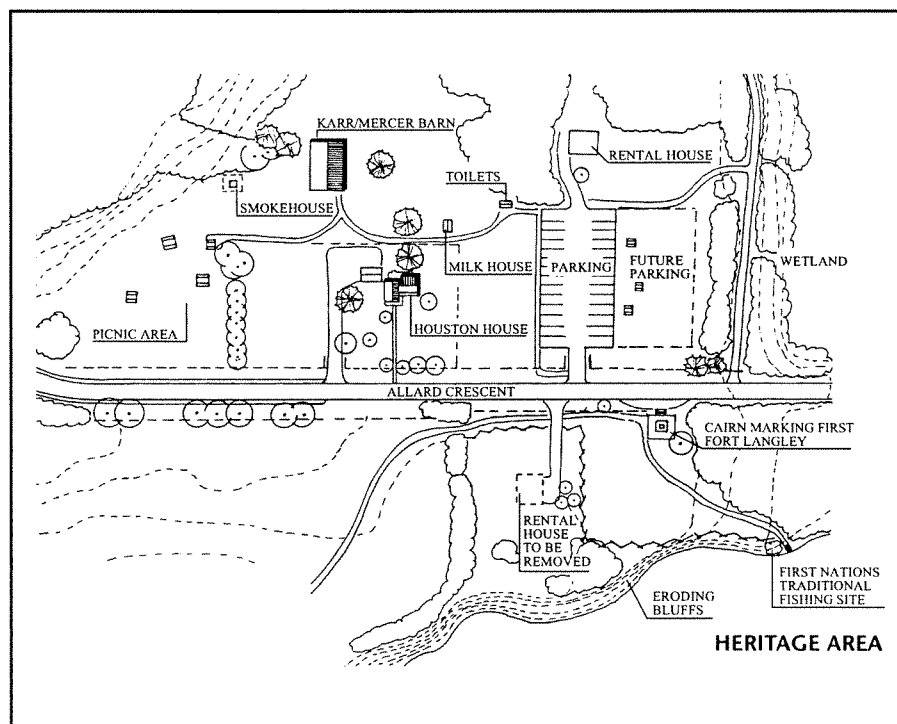 KARR/MERCER BARN
RENTAL HOUSE
TOILETS
SMOKEHOUSE
MILK HOUSE
PARKING
FUTURE
PARKING
WETLAND
PICNIC AREA
HOUSTON HOUSE
ALLARD CRESCENT
CAIRN MARKING FIRST
FORT LANGLEY
RENTAL
HOUSE
TO BE
REMOVED
ERODING
BLUFFS
FIRST NATIONS
TRADITIONAL
FISHING SITE
HERITAGE AREA